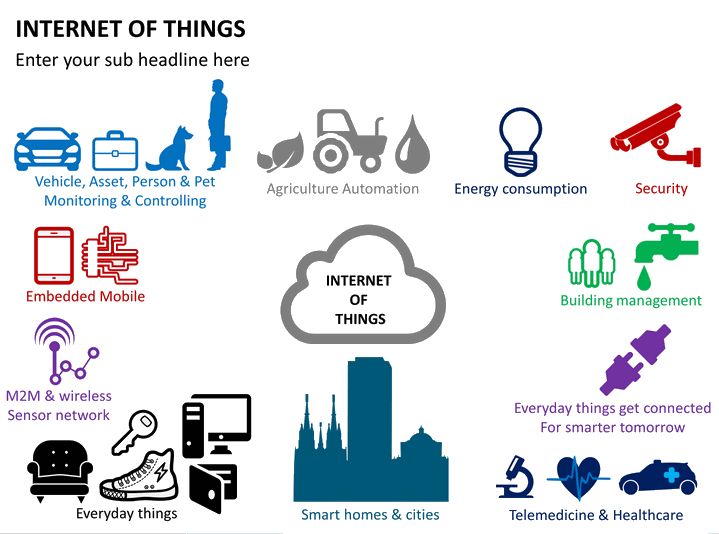 INTERNET OF THINGS
Enter your sub headline here
Vehicle, Asset, Person & Pet
Monitoring & Controlling
Agriculture Automation
Energy consumption
Security
Embedded Mobile
INTERNET
OF
THINGS
Building management
M2M & wireless
Sensor network
Everyday things get connected
For smarter tomorrow
Everyday things
Smart homes & cities
Telemedicine & Healthcare